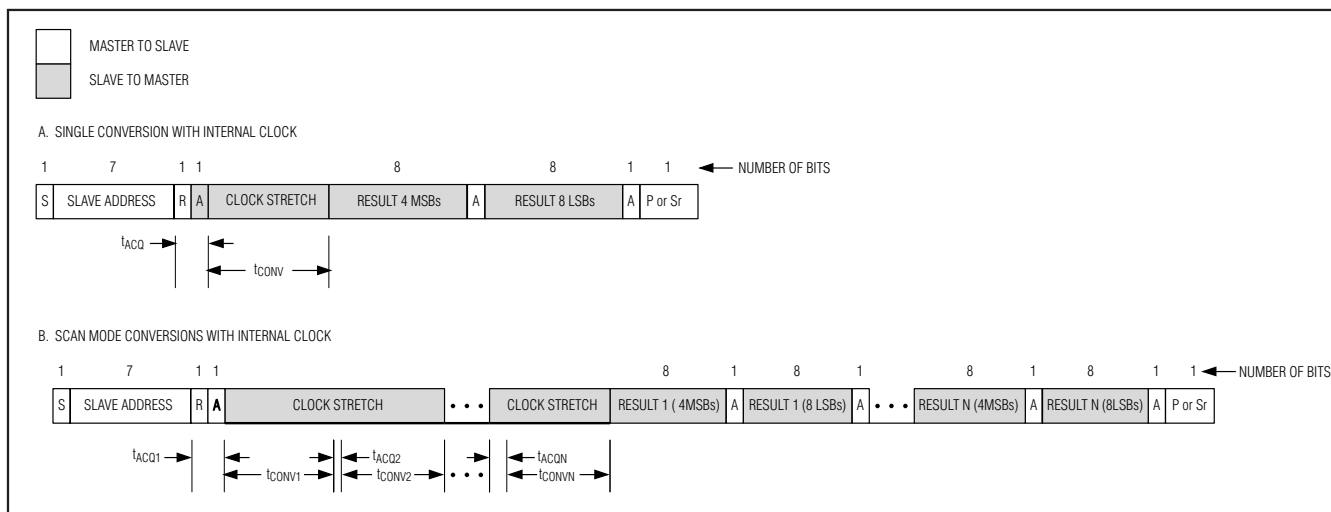 MASTER TO SLAVE
SLAVE TO MASTER
A. SINGLE CONVERSION WITH INTERNAL CLOCK
1 7 1 1 8 8 1 1 NUMBER OF BITS
S SLAVE ADDRESS R A CLOCK STRETCH RESULT 4 MSBs A RESULT 8 LSBs A P or Sr
tACQ
tCONV
B. SCAN MODE CONVERSIONS WITH INTERNAL CLOCK
1 7 1 1 8 1 8 1 8 1 8 1 1 NUMBER OF BITS
S SLAVE ADDRESS R A CLOCK STRETCH • • • CLOCK STRETCH RESULT 1 ( 4MSBs) A RESULT 1 (8 LSBs) A • • • RESULT N (4MSBs) A RESULT N (8LSBs) A P or Sr
tACQ1 tACQ2 tACQN
tCONV1 tCONV2 • • • tCONVN